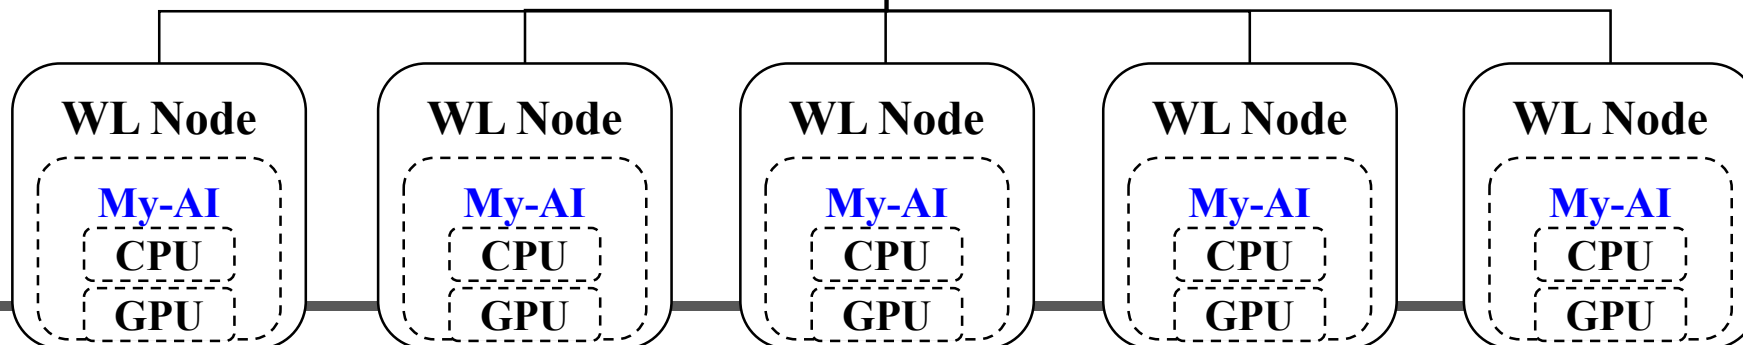 WL Node WL Node WL Node WL Node WL Node
My-AI My-AI My-AI My-AI My-AI
CPU CPU CPU CPU CPU
GPU GPU GPU GPU GPU